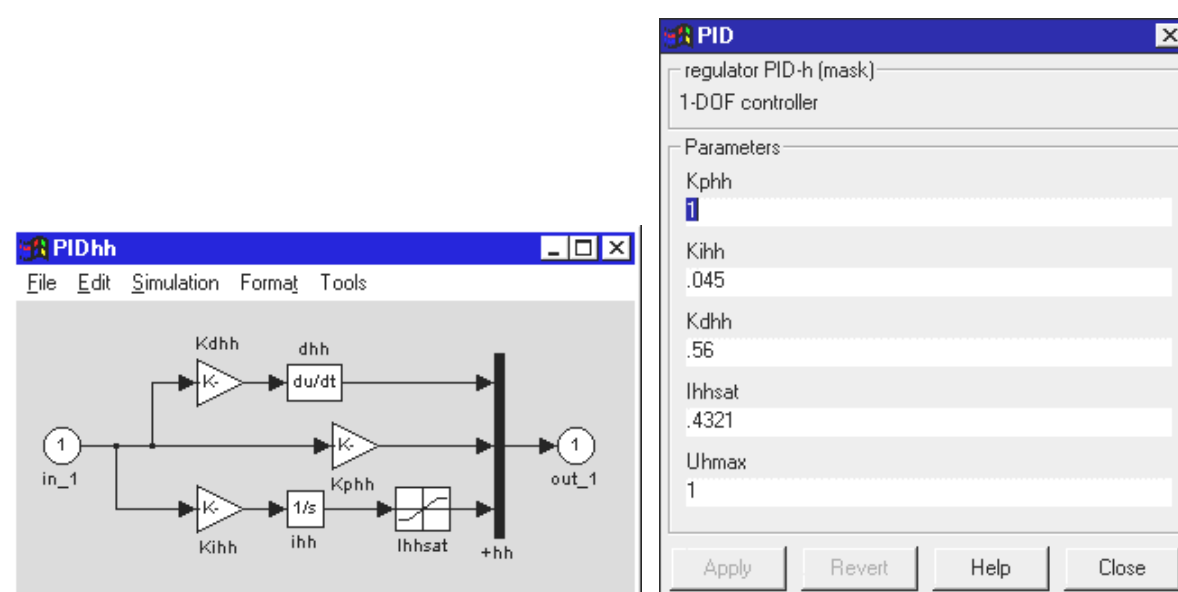 PIDhh
File Edit Simulation Format Tools
Kdhh
dhh
K-
du/dt
1
in_1
K-
Kphh
1
out_1
K-
Kihh
1/s
ihh
Ihhsat
+hh
PID
regulator PID-h (mask)
1-DOF controller
Parameters
Kphh
1
Kihh
.045
Kdhh
.56
Ihhsat
.4321
Uhmax
1
Apply Revert Help Close